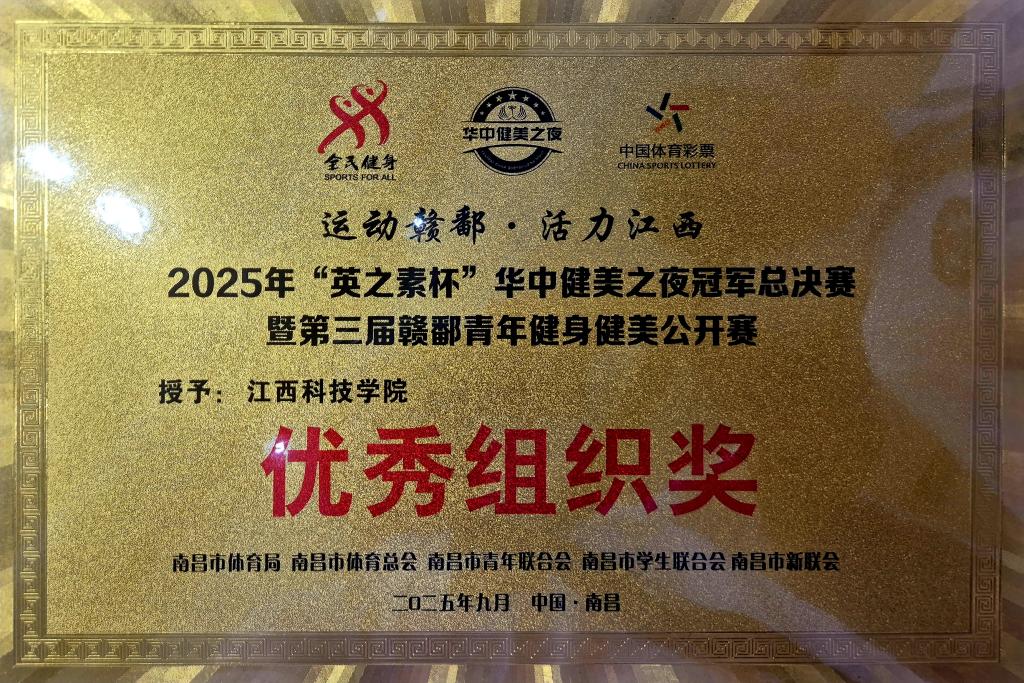 全民健身
SPORTS FOR ALL
华中健美之夜
中国体育彩票
CHINA SPORTS LOTTERY
运动赣鄱·活力江西
2025年“英之素杯”华中健美之夜冠军总决赛
暨第三届赣鄱青年健身健美公开赛
授予：江西科技学院
优秀组织奖
南昌市体育局 南昌市体育总会 南昌市青年联合会 南昌市学生联合会 南昌市新联会
二〇二五年九月 中国·南昌